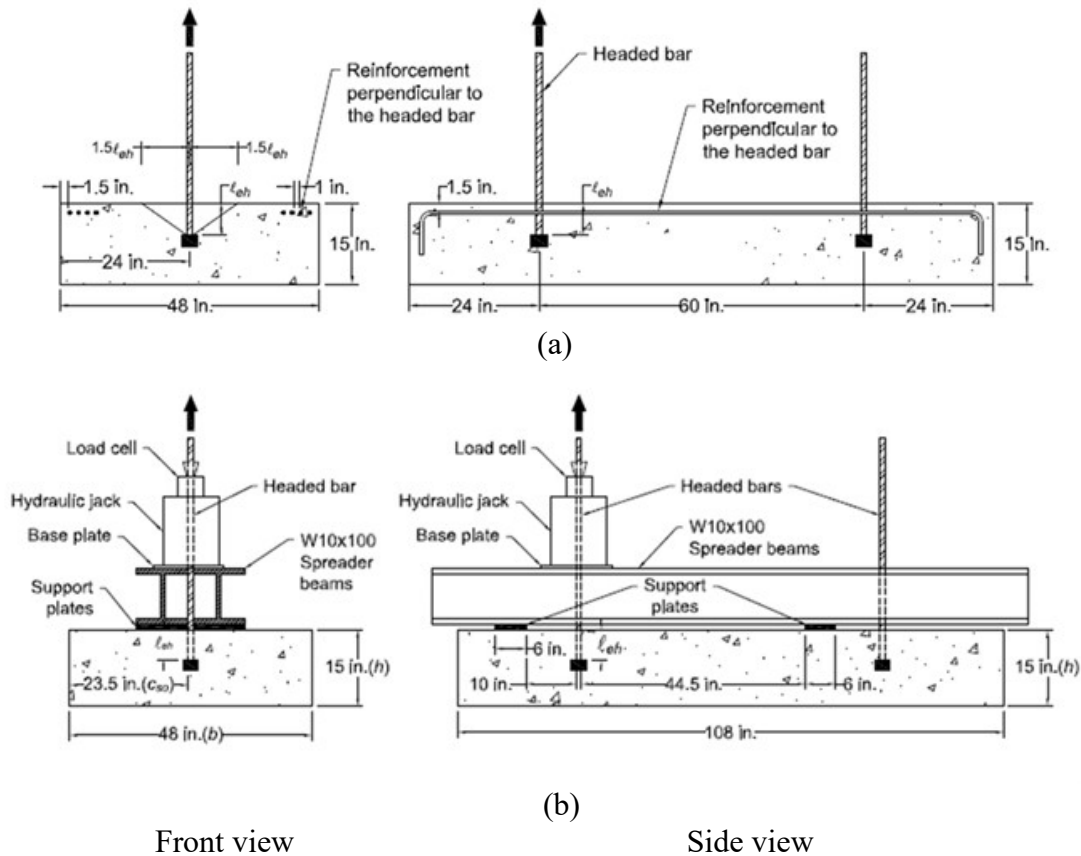 Reinforcement
perpendicular to
the headed bar
1.5ℓeh
1.5ℓeh
1.5 in.
1 in.
ℓeh
15 in.
24 in.
48 in.
Headed bar
Reinforcement
perpendicular to
the headed bar
1.5 in.
ℓeh
15 in.
24 in.
60 in.
24 in.
(a)
Load cell
Hydraulic jack
Headed bar
Base plate
W10x100
Spreader
beams
Support
plates
ℓeh
15 in.(h)
23.5 in.(cso)
48 in.(b)
Load cell
Hydraulic jack
Headed bars
Base plate
W10x100
Spreader beams
Support
plates
6 in.
ℓeh
10 in.
44.5 in.
6 in.
15 in.(h)
108 in.
(b)
Front view
Side view